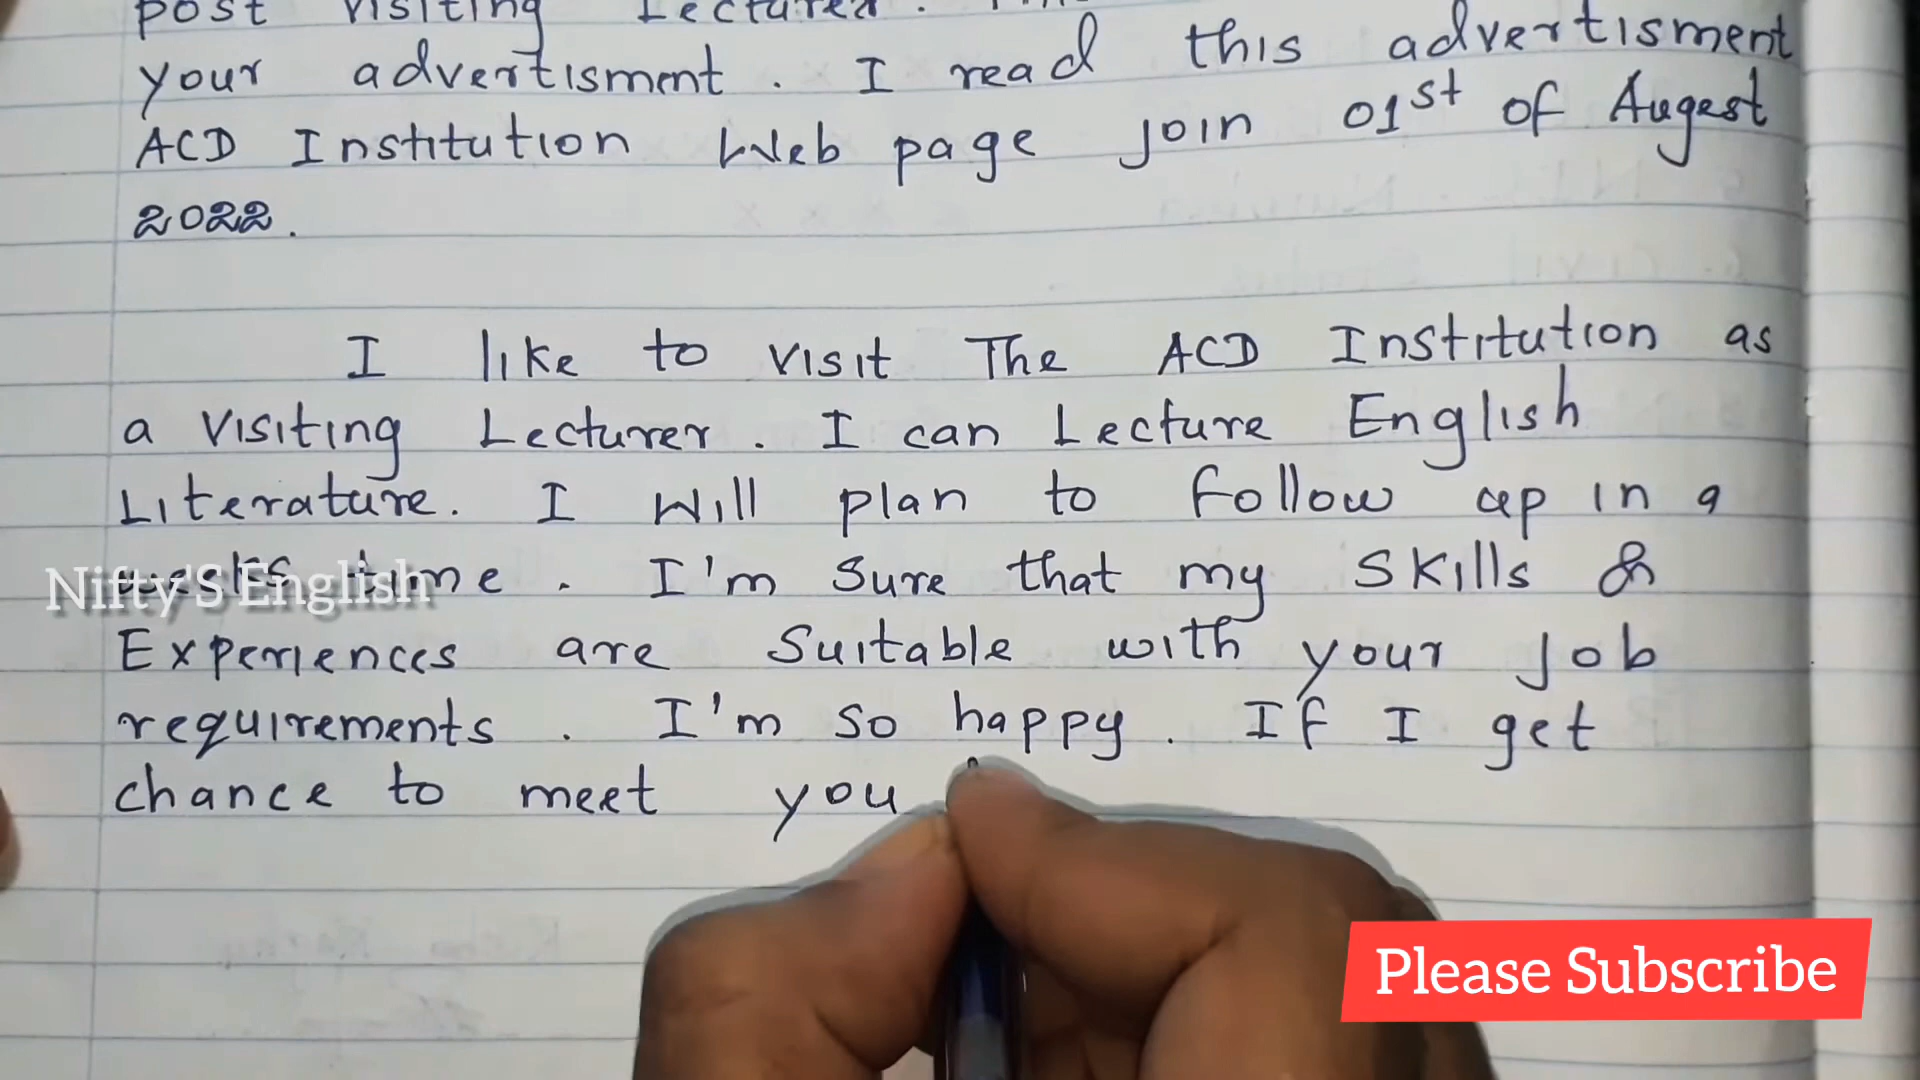 post visiting Lecturer.
your advertisment. I read this advertisment
ACD Institution Web page join 01st of Augest
2022.
I like to visit The ACD Institution as
a Visiting Lecturer. I can Lecture English
Literature. I Will plan to follow up in a
time. I'm Sure that my Skills &
Experiences are Suitable with your job
requirements. I'm so happy. If I get
chance to meet you
Nifty'S English
Please Subscribe